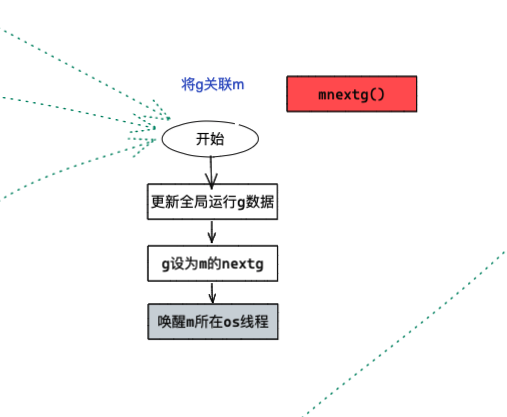 将g关联m
mnextg()
开始
更新全局运行g数据
g设为m的nextg
唤醒m所在os线程